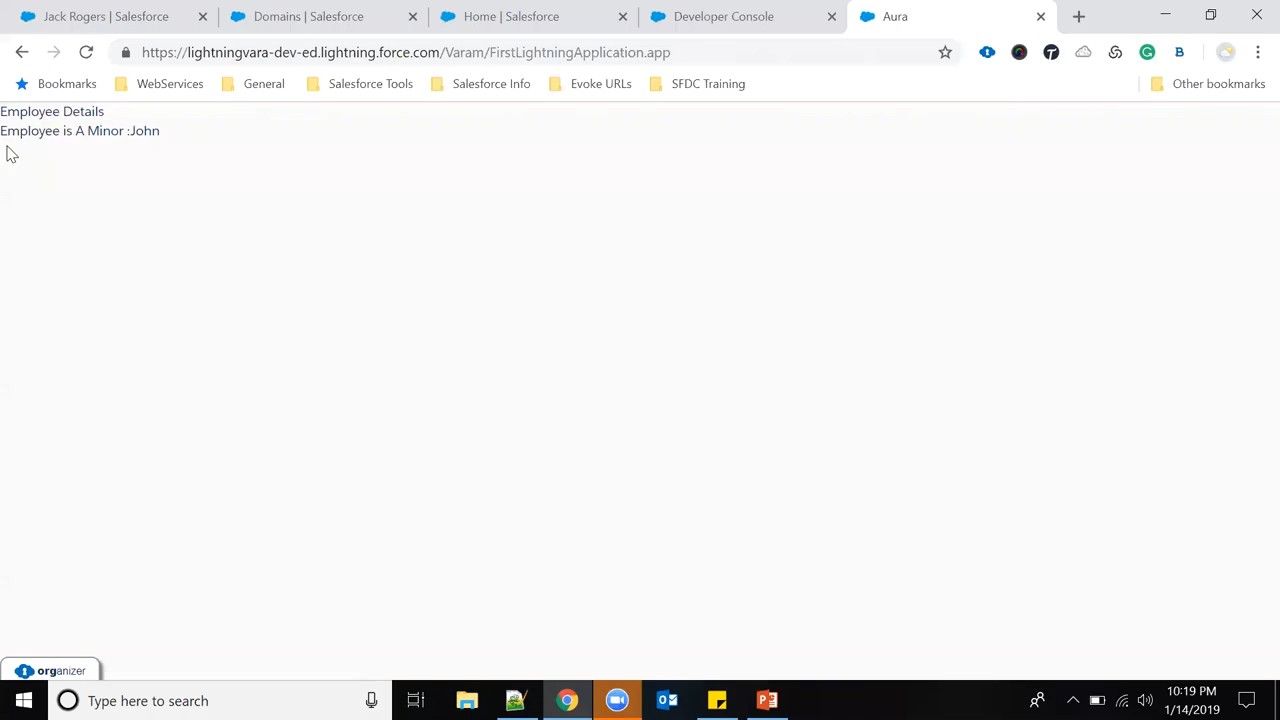 Jack Rogers | Salesforce
Domains | Salesforce
Home | Salesforce
Developer Console
Aura
https://lightningvara-dev-ed.lightning.force.com/Varam/FirstLightningApplication.app
Bookmarks
WebServices
General
Salesforce Tools
Salesforce Info
Evoke URLs
SFDC Training
Other bookmarks
Employee Details
Employee is A Minor :John
organizer
Type here to search
10:19 PM
1/14/2019